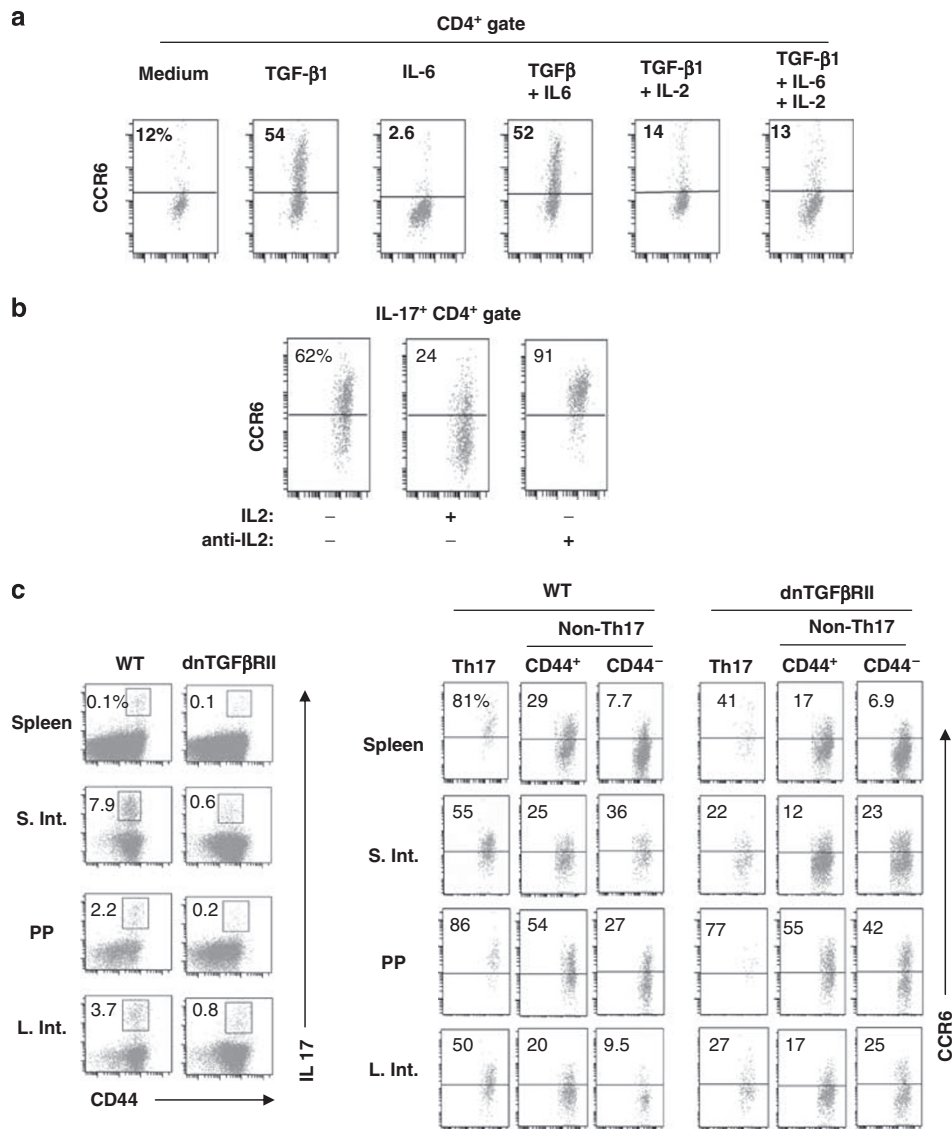 a
CD4+ gate
Medium TGF-β1 IL-6 TGFβ + IL6 TGF-β1 + IL-2 TGF-β1 + IL-6 + IL-2
CCR6
12% 54 2.6 52 14 13
b
IL-17+ CD4+ gate
CCR6
62% 24 91
IL2: – + –
anti-IL2: – – +
c
WT dnTGFβRII
Spleen 0.1% 0.1
S. Int. 7.9 0.6
PP 2.2 0.2
L. Int. 3.7 0.8
CD44
IL 17
WT dnTGFβRII
Non-Th17 Non-Th17
Th17 CD44+ CD44– Th17 CD44+ CD44–
Spleen 81% 29 7.7 41 17 6.9
S. Int. 55 25 36 22 12 23
PP 86 54 27 77 55 42
L. Int. 50 20 9.5 27 17 25
CCR6